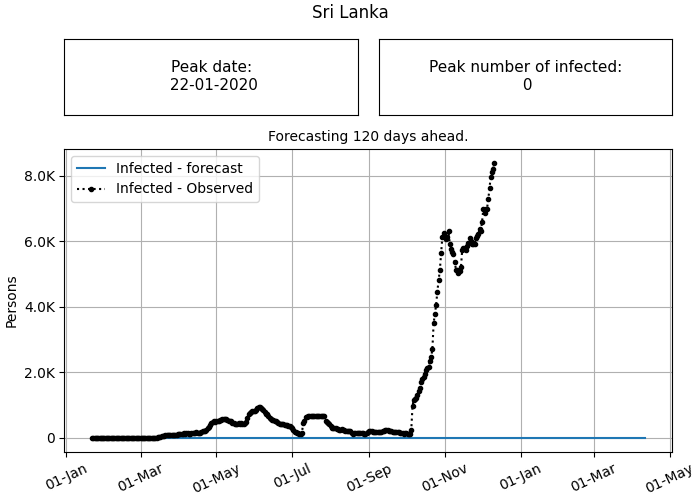 Sri Lanka
Peak date:
22-01-2020
Peak number of infected:
0
Forecasting 120 days ahead.
Infected - forecast
Infected - Observed
Persons
8.0K
6.0K
4.0K
2.0K
0
01-Jan
01-Mar
01-May
01-Jul
01-Sep
01-Nov
01-Jan
01-Mar
01-May